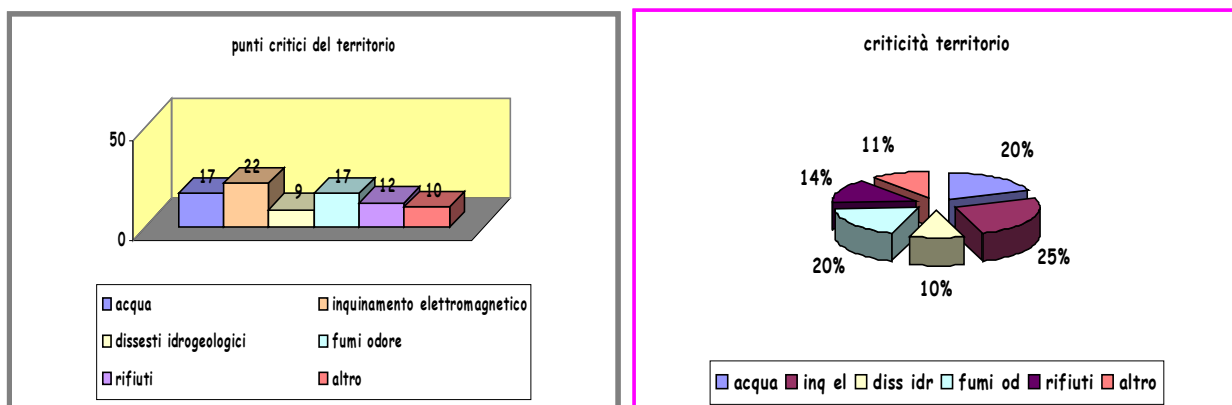 punti critici del territorio
50
0
17
22
9
17
12
10
acqua
inquinamento elettromagnetico
dissesti idrogeologici
fumi odore
rifiuti
altro
criticità territorio
11%
20%
14%
20%
25%
10%
acqua inq el diss idr fumi od rifiuti altro